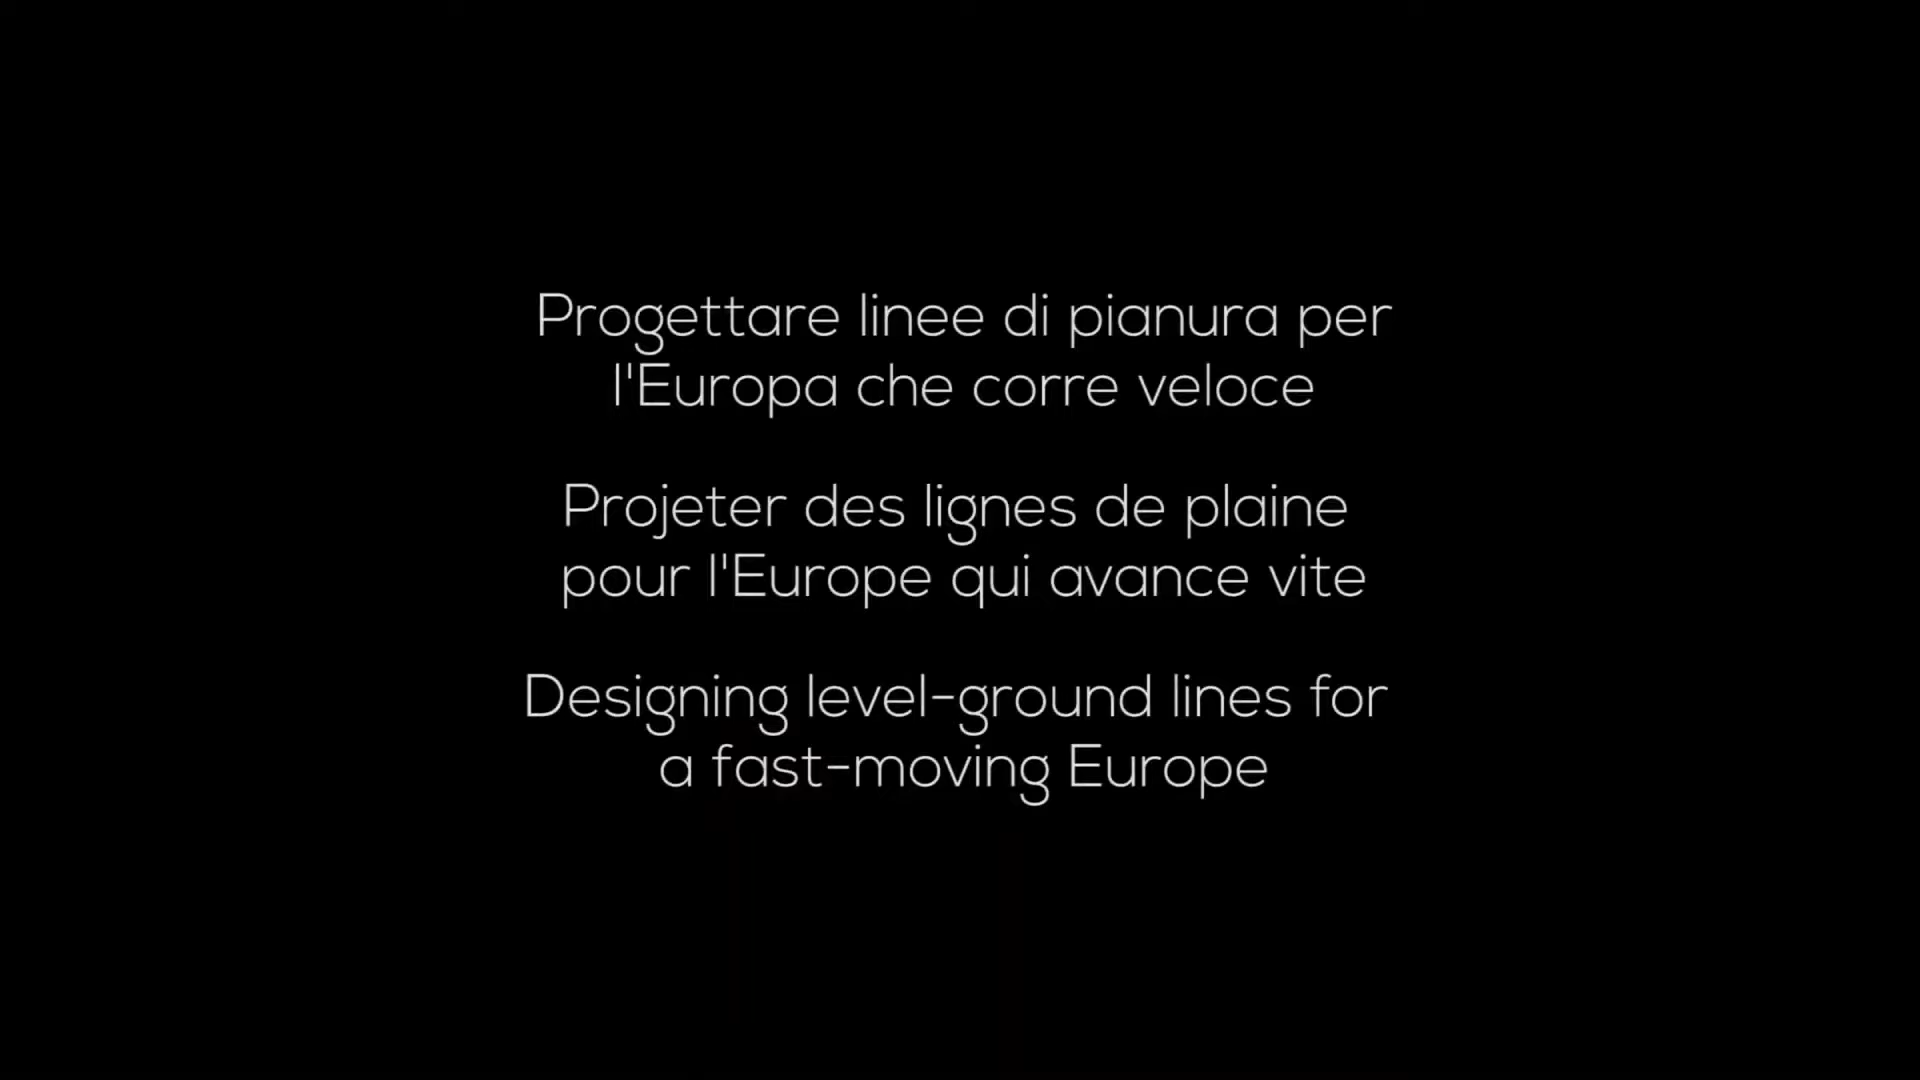 Progettare linee di pianura per
l'Europa che corre veloce
Projeter des lignes de plaine
pour l'Europe qui avance vite
Designing level-ground lines for
a fast-moving Europe